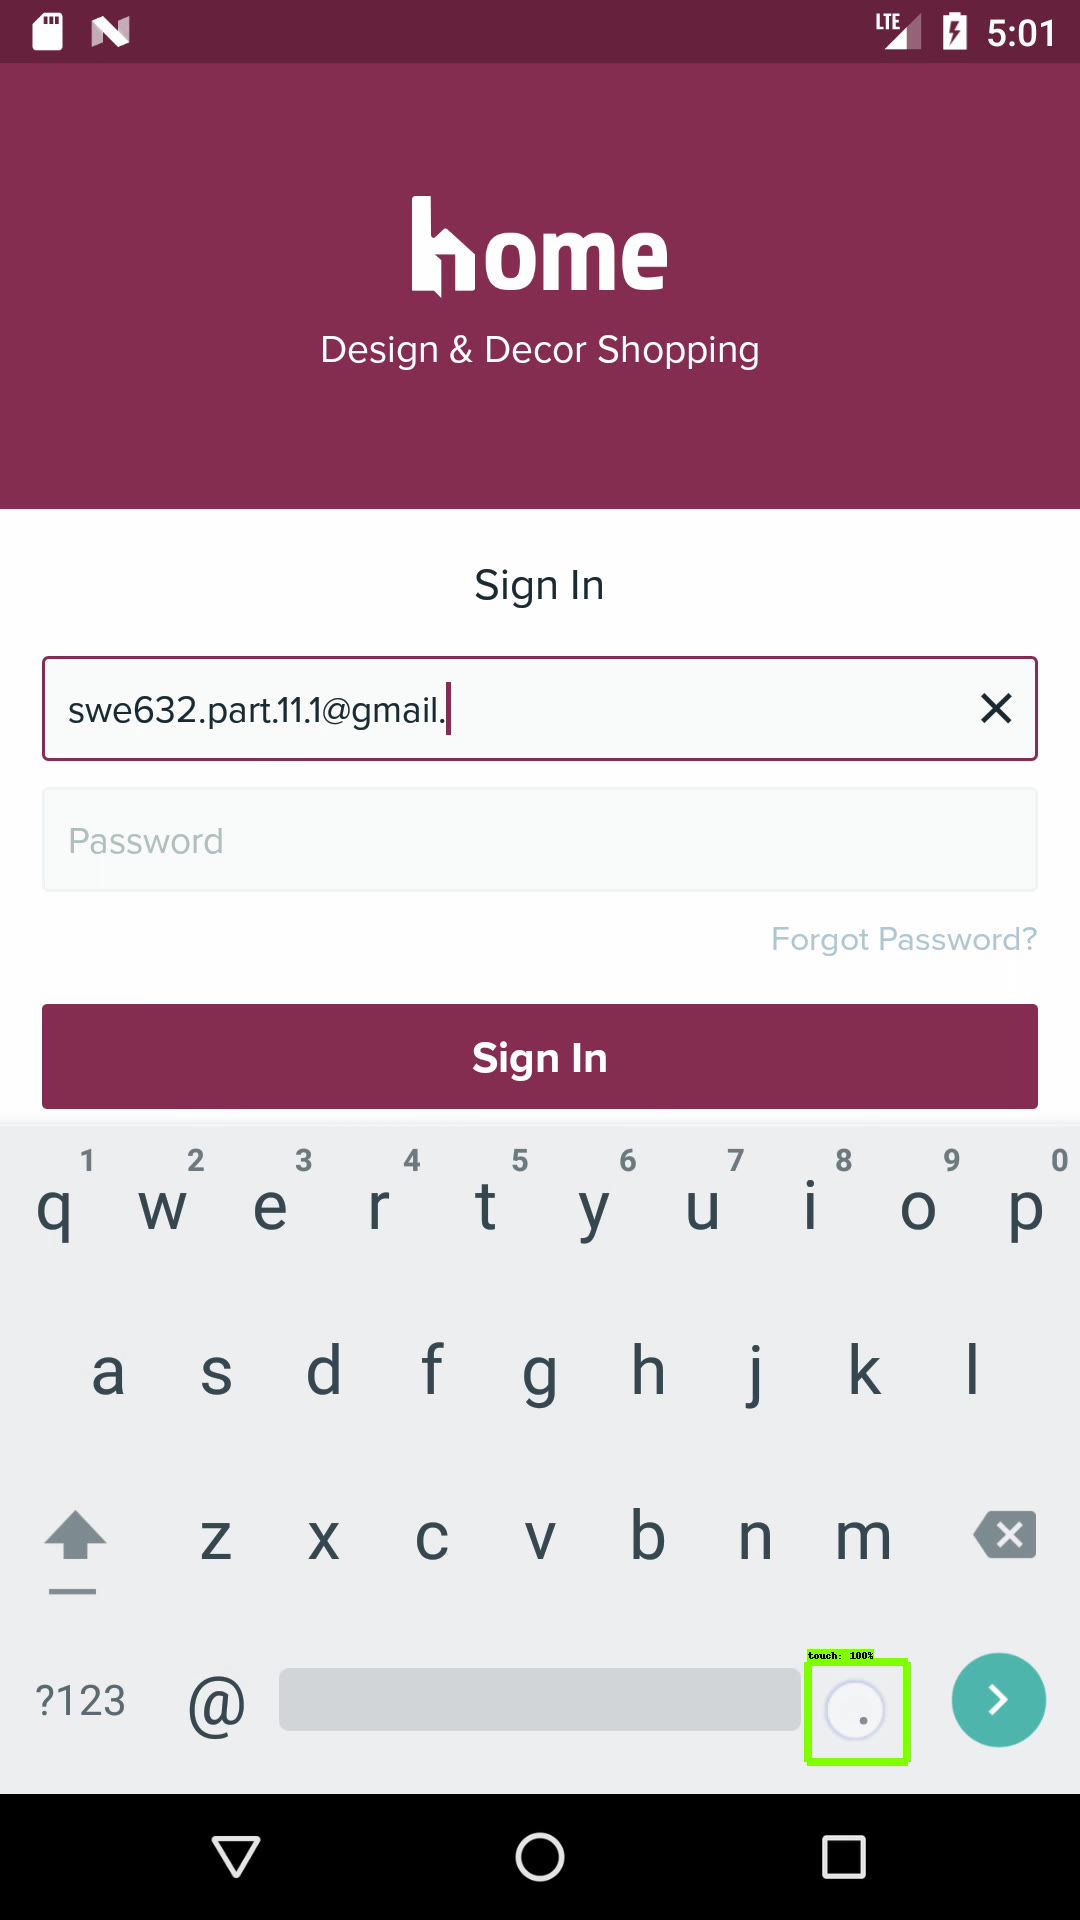 LTE 5:01
home
Design & Decor Shopping
Sign In
swe632.part.11.1@gmail.
Password
Forgot Password?
Sign In
1 2 3 4 5 6 7 8 9 0
q w e r t y u i o p
a s d f g h j k l
z x c v b n m
touch: 100%
?123 @ .